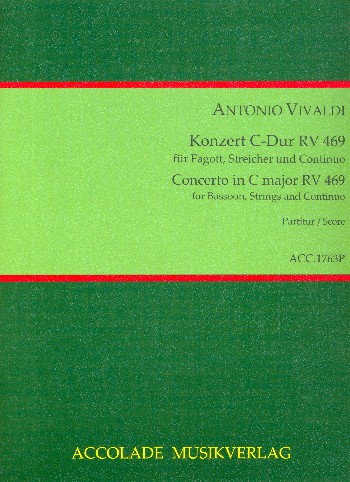 ANTONIO VIVALDI
Konzert C-Dur RV 469
für Fagott, Streicher und Continuo
Concerto in C major RV 469
for Bassoon, Strings and Continuo
Partitur / Score
ACC.1763P
ACCOLADE MUSIKVERLAG